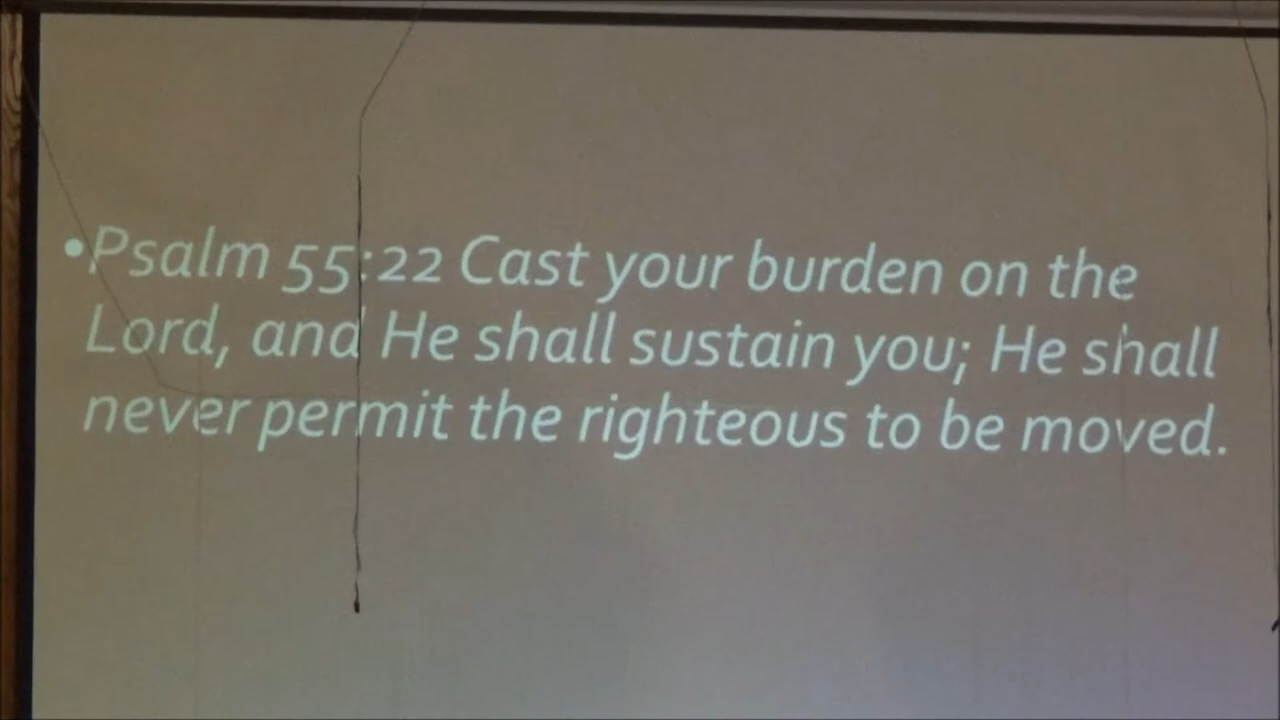 •Psalm 55:22 Cast your burden on the
Lord, and He shall sustain you; He shall
never permit the righteous to be moved.